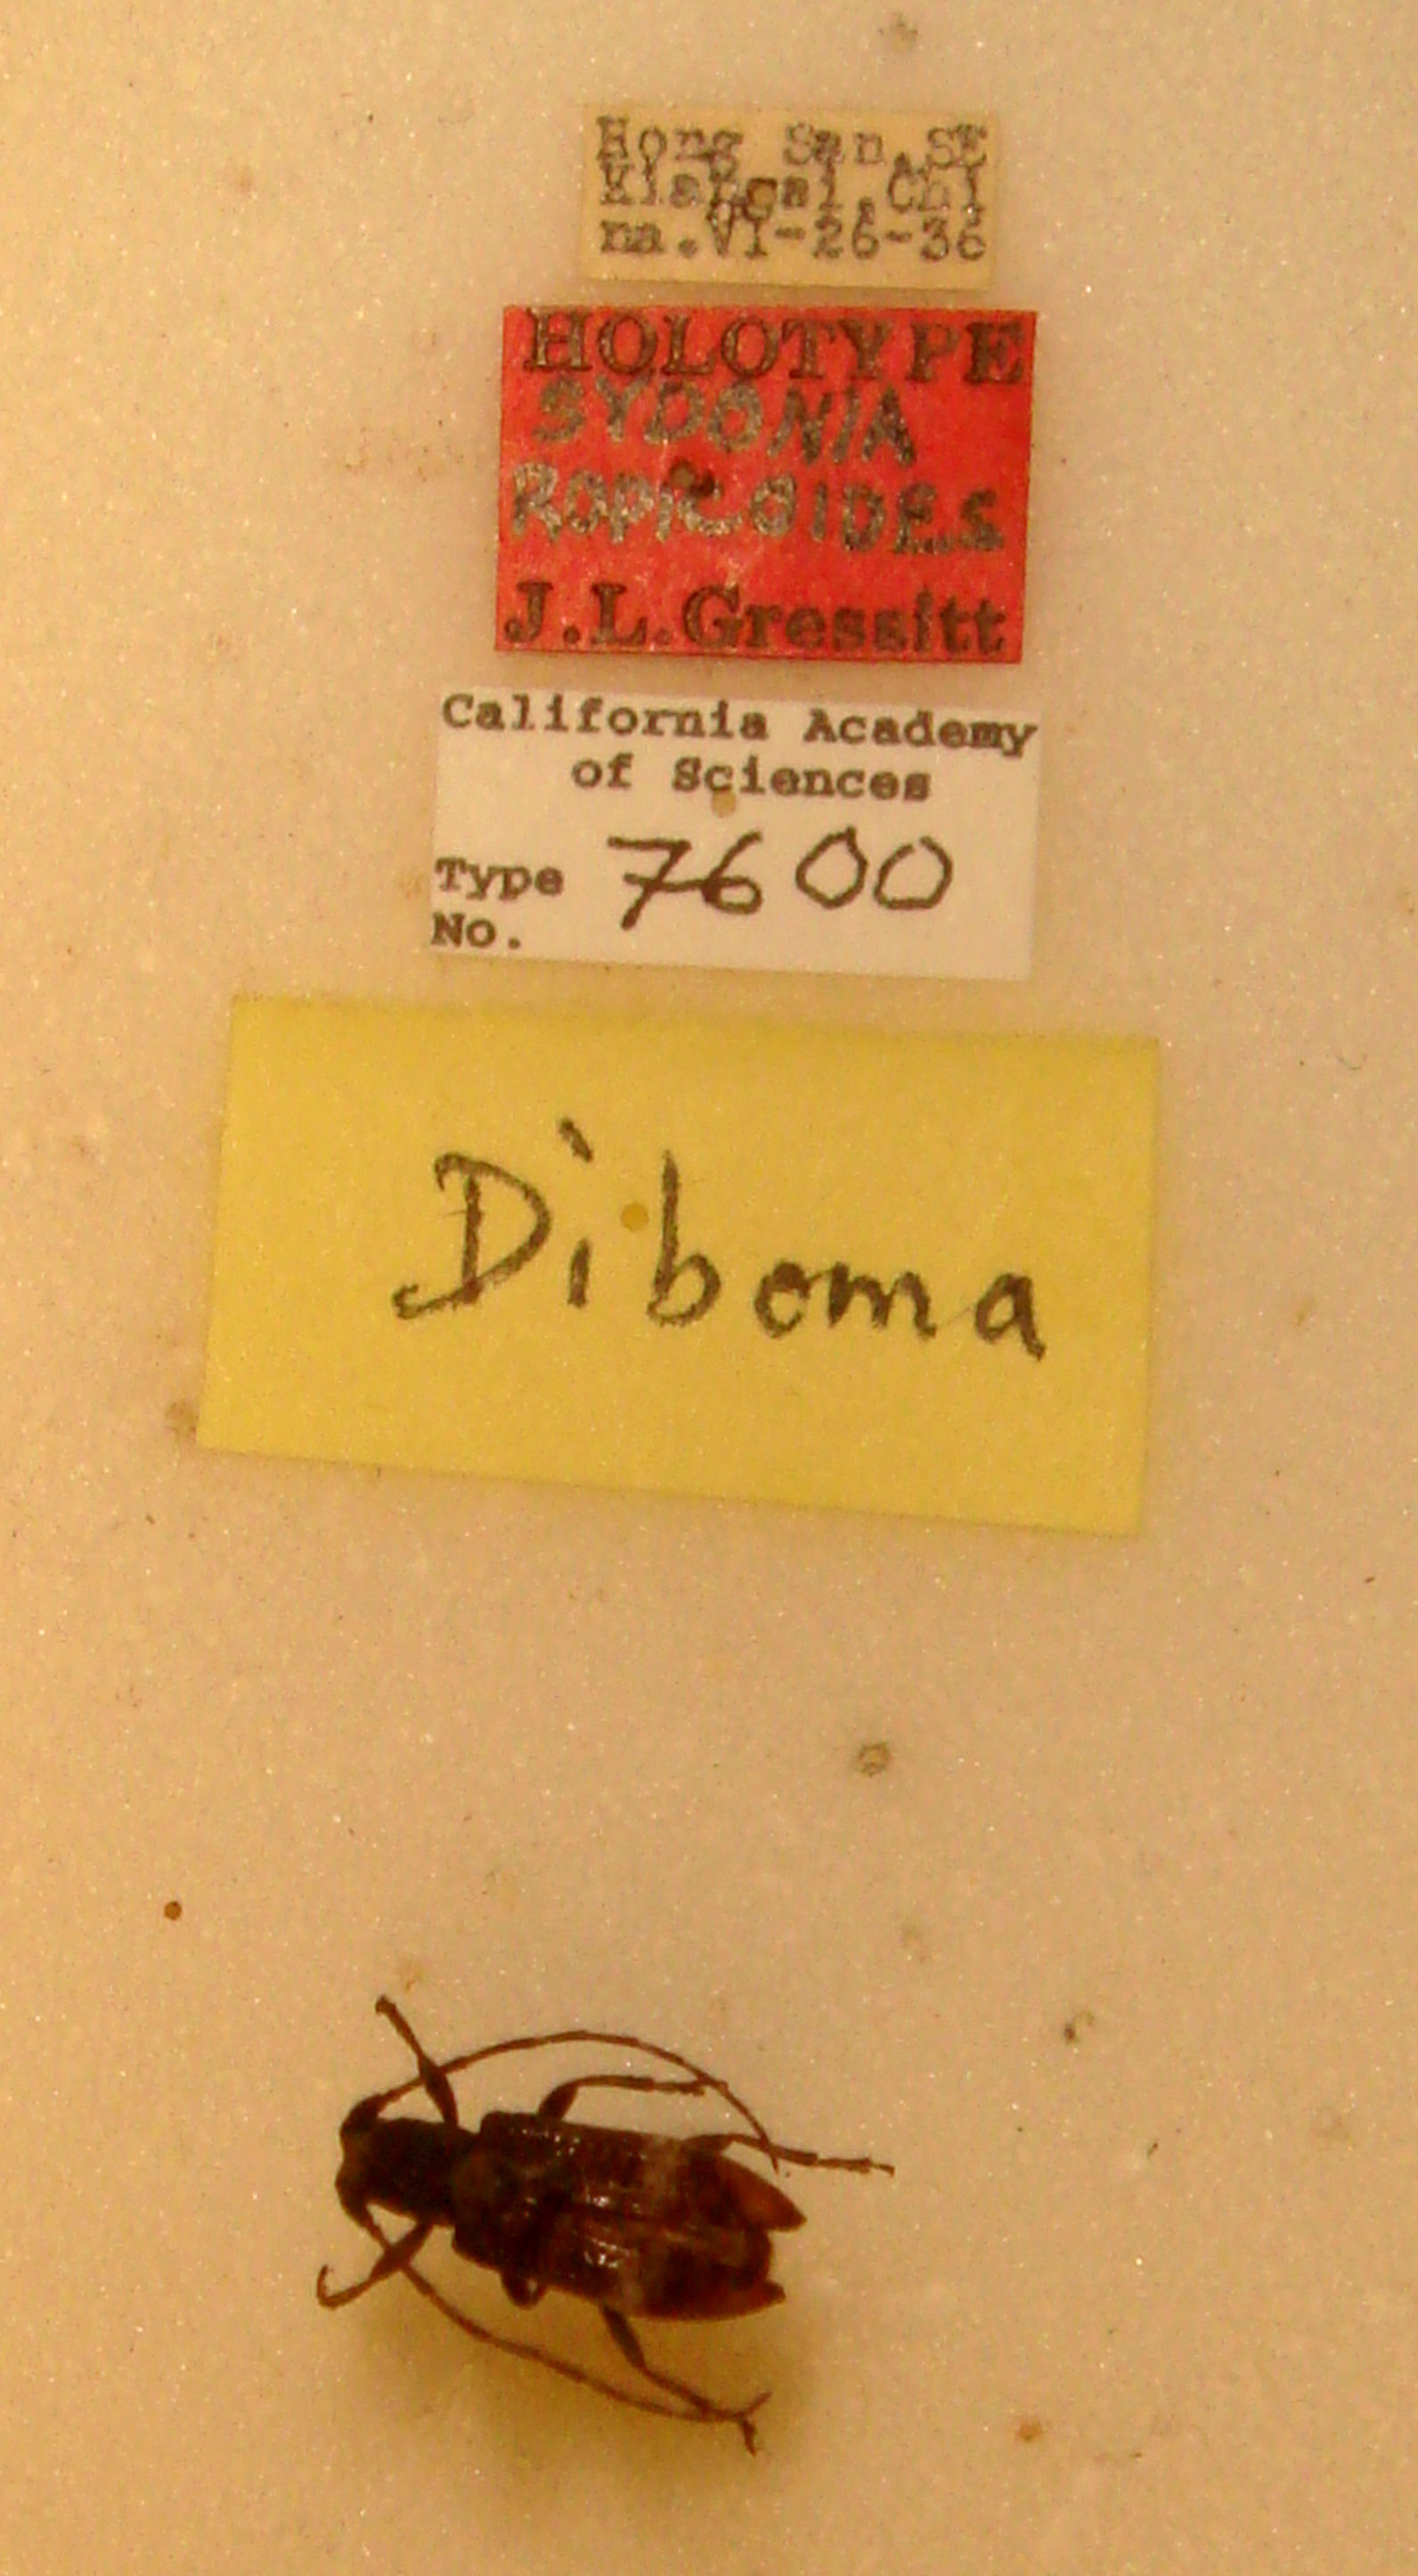 Hong San, SE
Kiangsi, Chi
na. VI-26-36
HOLOTYPE
SYDONIA
ROPICOIDES
J.L.Gressitt
California Academy
of Sciences
Type 7600
No.
Diboma